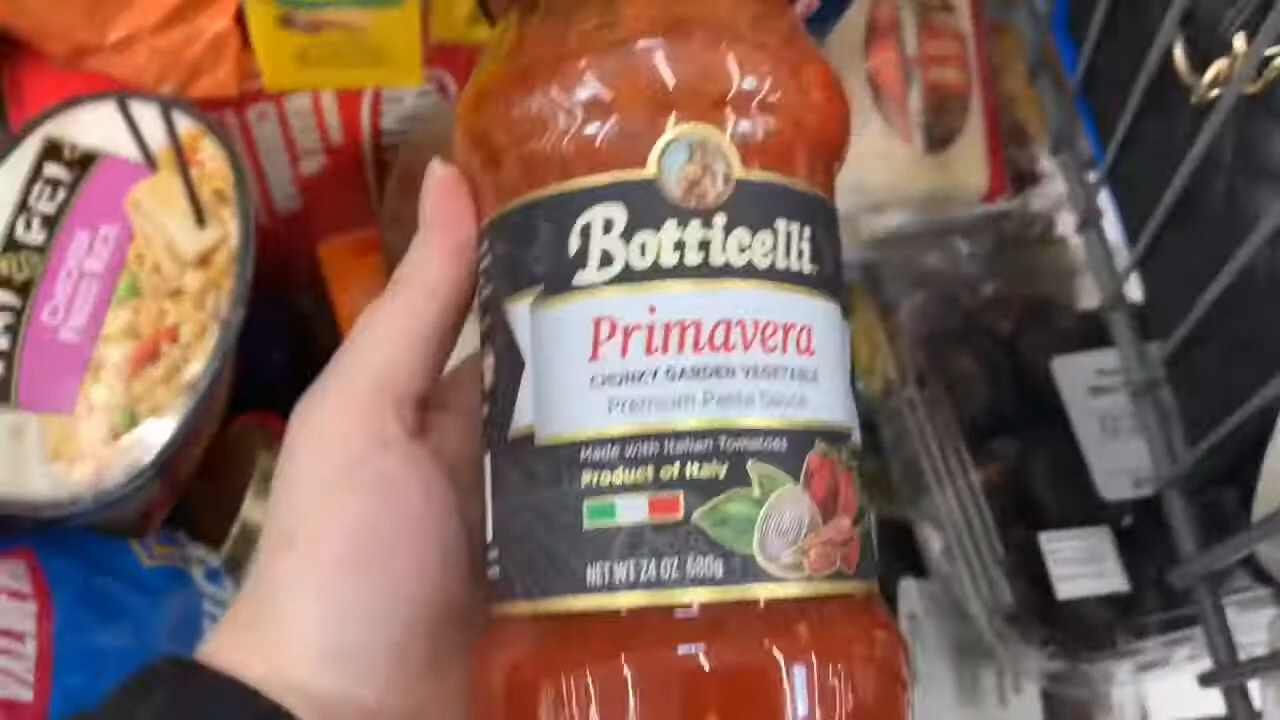 Botticelli
Primavera
CHUNKY GARDEN VEGETABLE
Premium Pasta Sauce
Made with Italian Tomatoes
Product of Italy
NET WT 24 OZ 680g
FEI